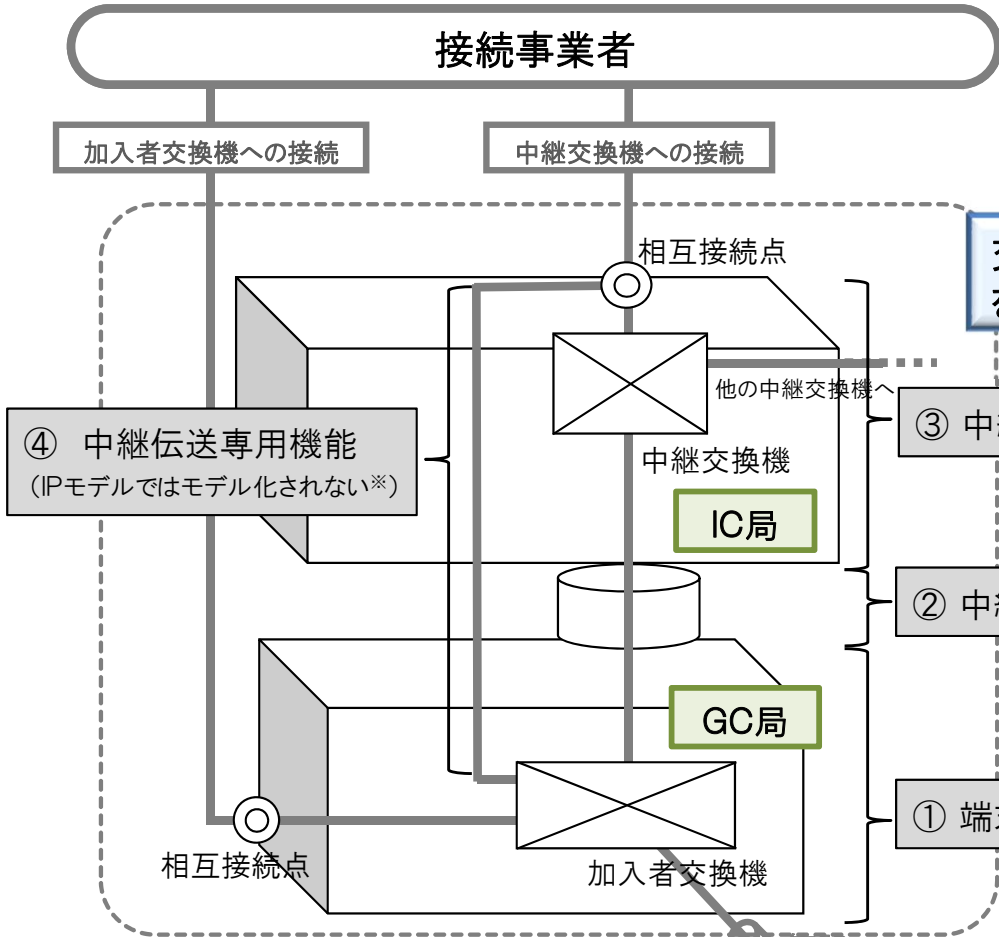 接続事業者
加入者交換機への接続
中継交換機への接続
相互接続点
他の中継交換機へ
④ 中継伝送専用機能
(IPモデルではモデル化されない※)
③ 中
中継交換機
IC局
② 中
GC局
① 端
相互接続点
加入者交換機